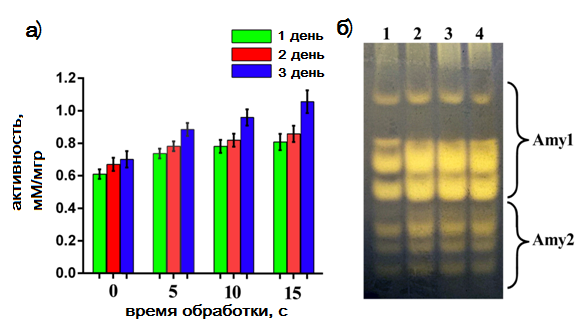 а)
1 день
2 день
3 день
активность,
мМ/мгр
1.2
1.0
0.8
0.6
0.4
0.2
0.0
0 5 10 15
время обработки, с
б)
1 2 3 4
Amy1
Amy2